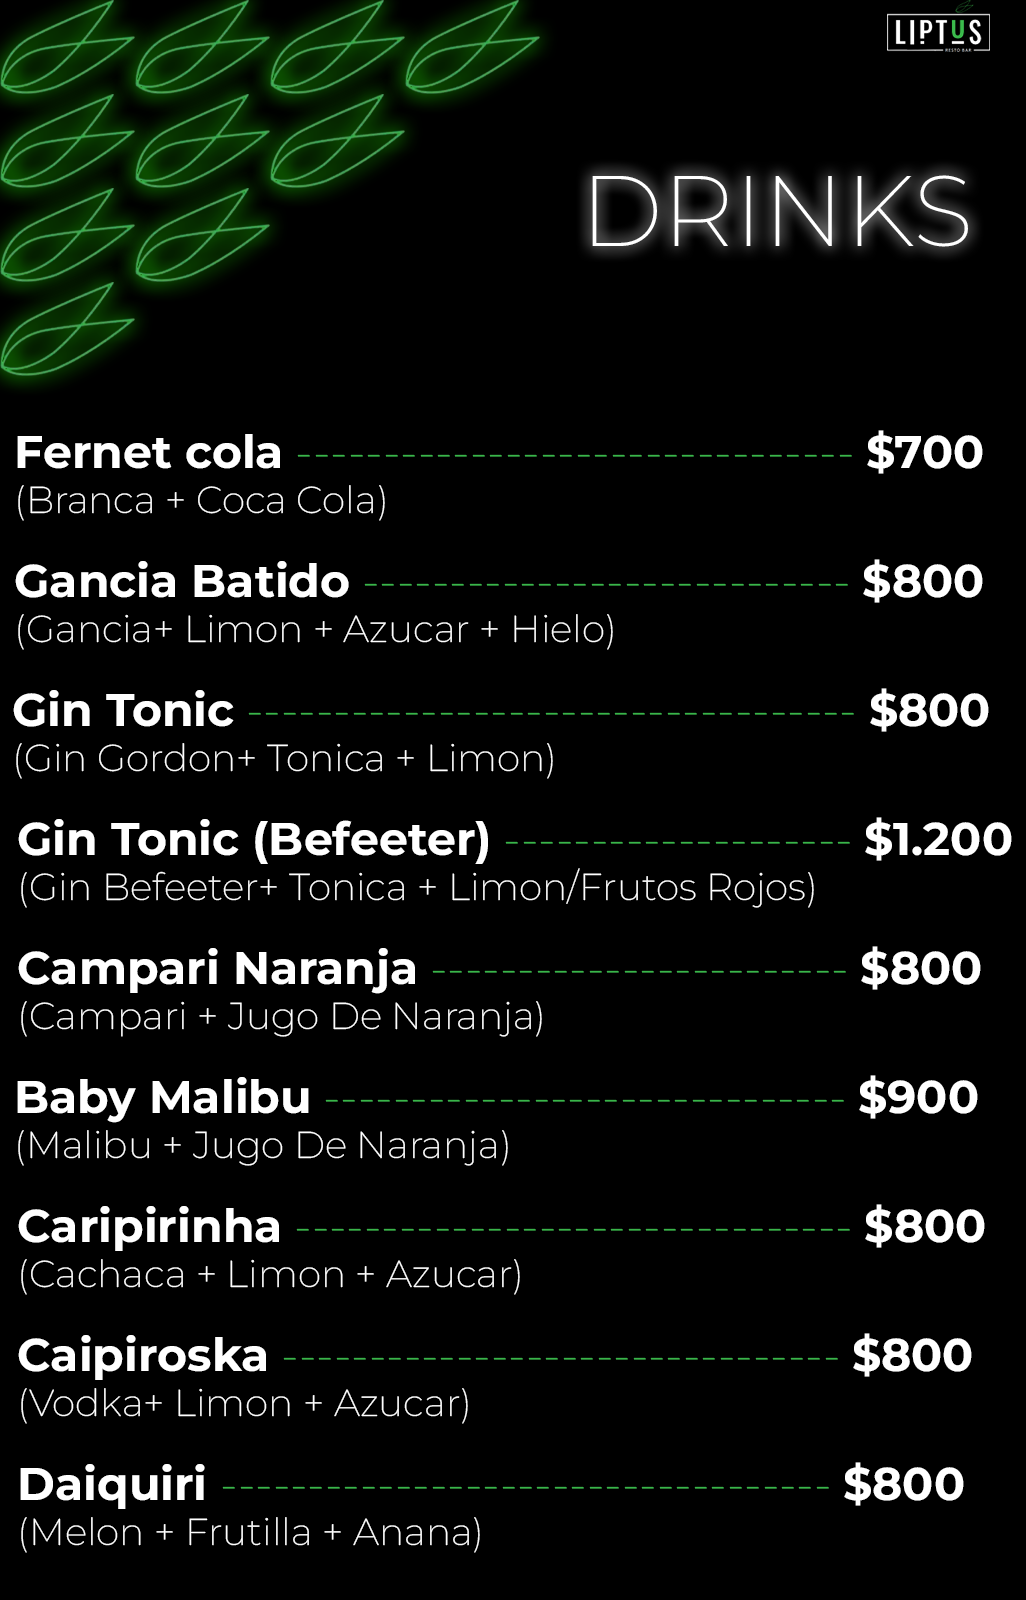 LIPTUS
RESTO BAR
DRINKS
Fernet cola $700
(Branca + Coca Cola)
Gancia Batido $800
(Gancia+ Limon + Azucar + Hielo)
Gin Tonic $800
(Gin Gordon+ Tonica + Limon)
Gin Tonic (Befeeter) $1.200
(Gin Befeeter+ Tonica + Limon/Frutos Rojos)
Campari Naranja $800
(Campari + Jugo De Naranja)
Baby Malibu $900
(Malibu + Jugo De Naranja)
Caripirinha $800
(Cachaca + Limon + Azucar)
Caipiroska $800
(Vodka+ Limon + Azucar)
Daiquiri $800
(Melon + Frutilla + Anana)